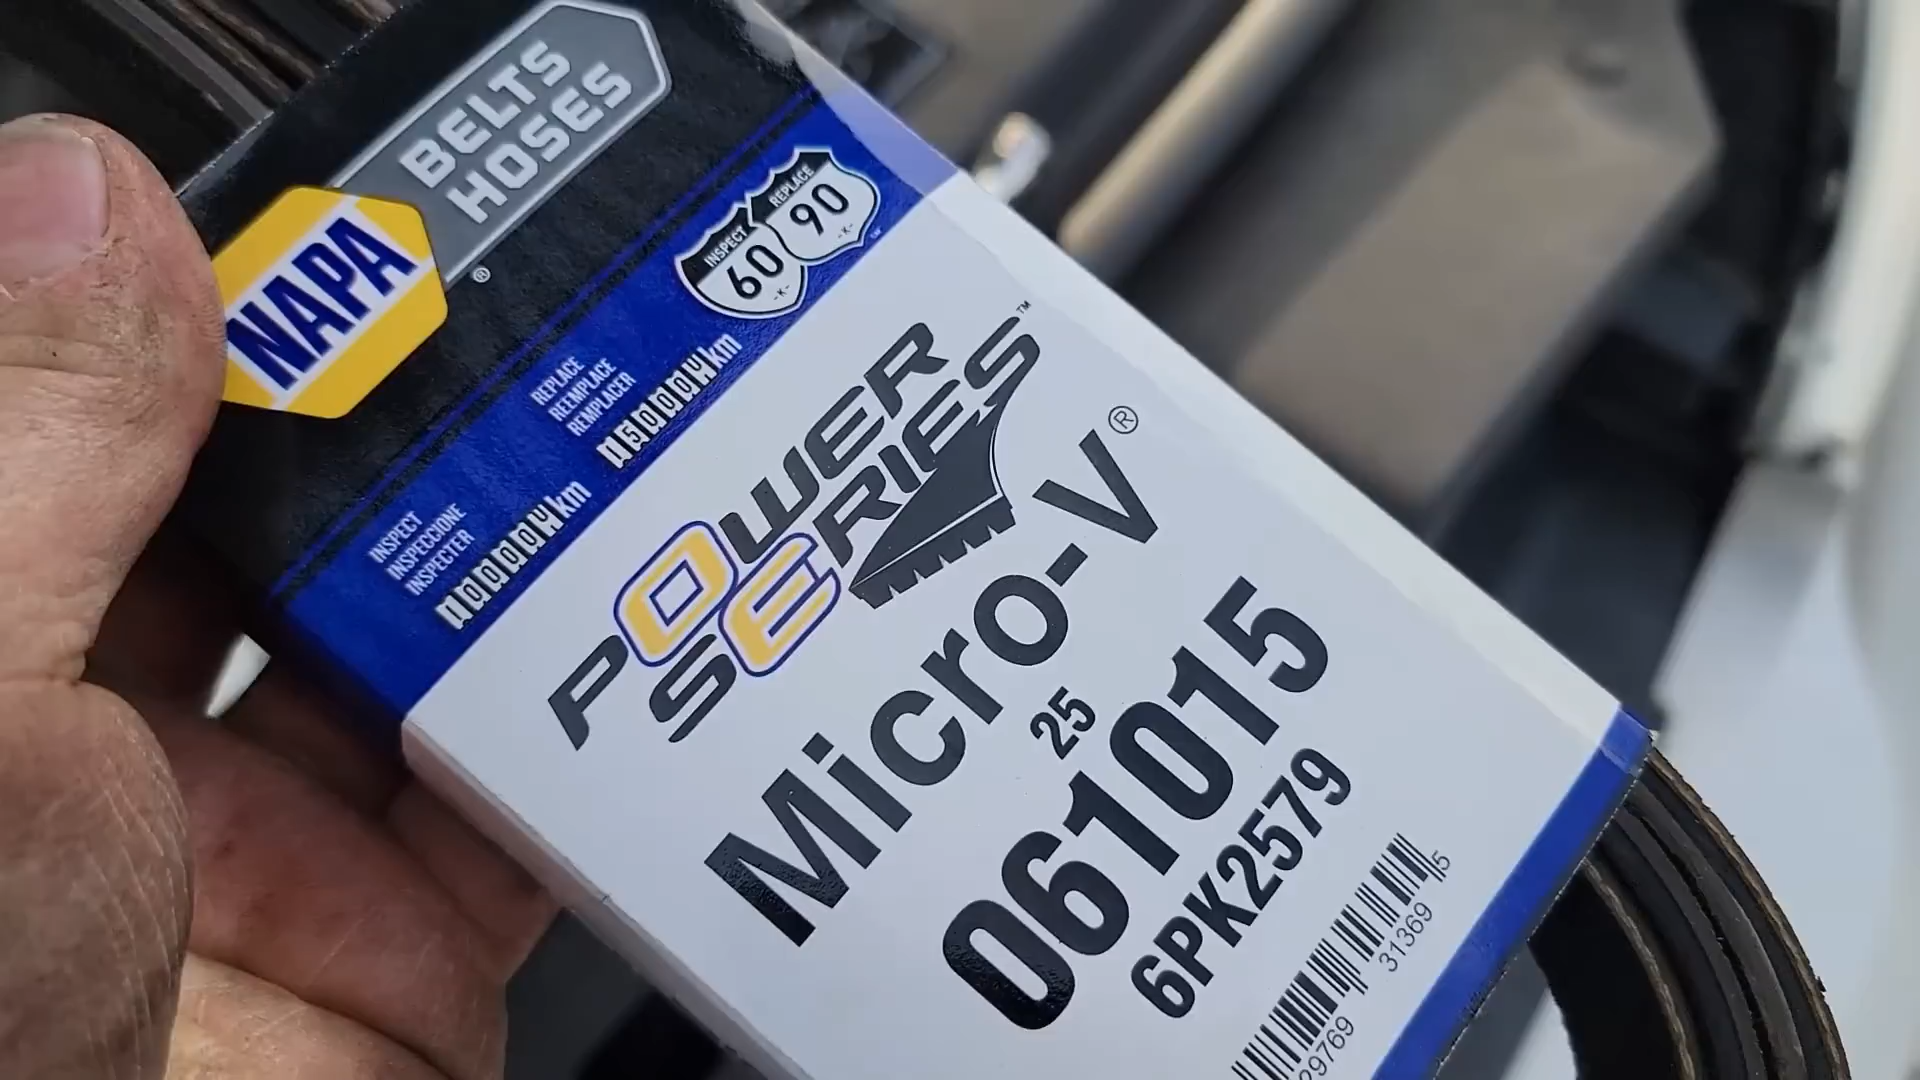 BELTS
HOSES
NAPA
®
INSPECT
60
-K-
REPLACE
90
-K-
REPLACE
REEMPLACE
REMPLACER
150000 km
INSPECT
INSPECCIONE
INSPECTER
100000 km
POWER
SERIES™
Micro-V®
25
061015
6PK2579
29769
31369
5